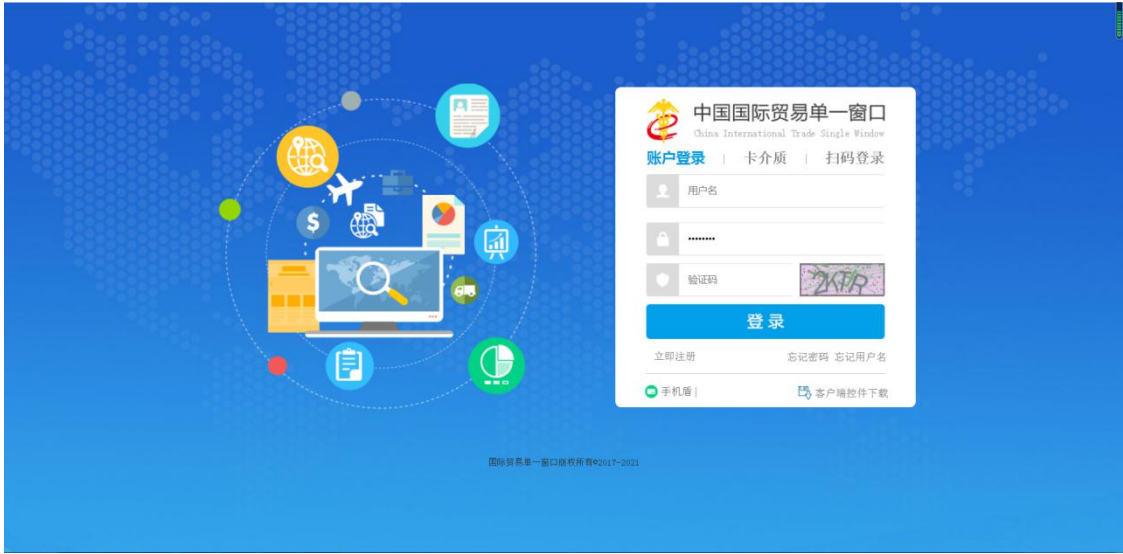 中国国际贸易单一窗口
China International Trade Single Window
账户登录 | 卡介质 | 扫码登录
用户名
••••••••
验证码 2KTR
登录
立即注册 忘记密码 忘记用户名
手机盾 | 客户端控件下载
国际贸易单一窗口版权所有©2017-2021